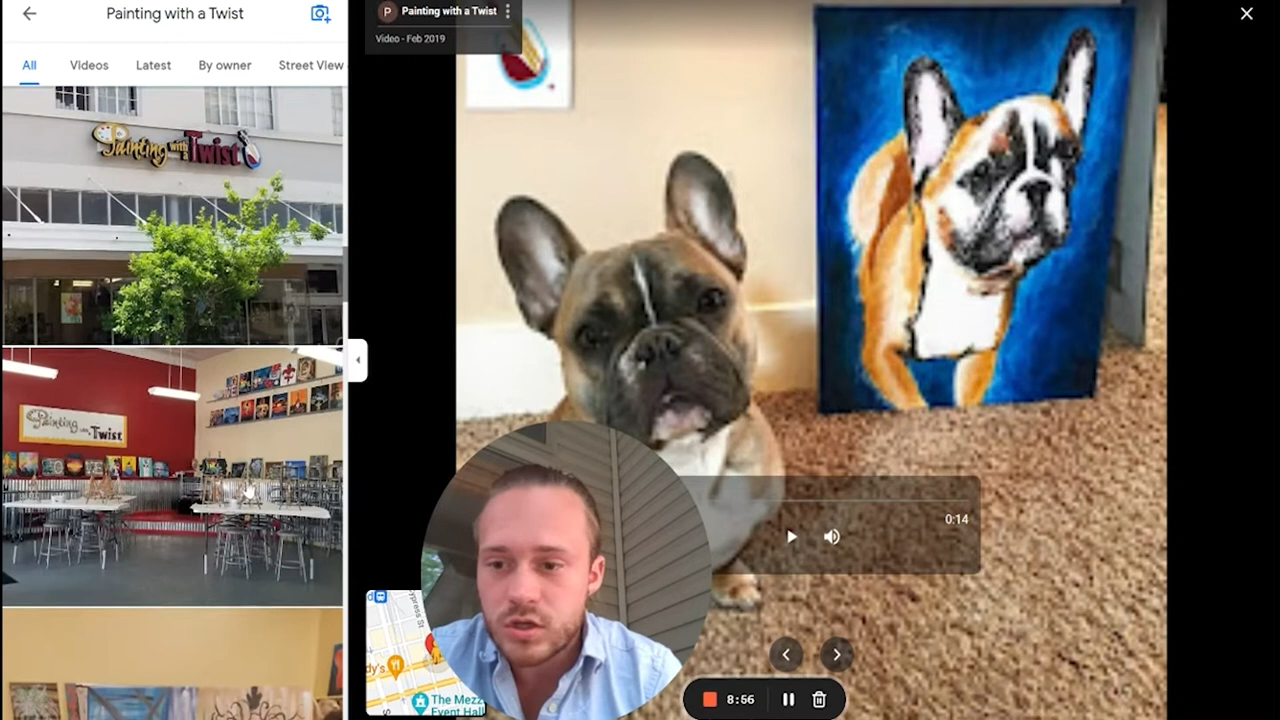 Painting with a Twist
All
Videos
Latest
By owner
Street View
Painting with a Twist
Painting with a Twist
P Painting with a Twist
Video - Feb 2019
0:14
dy's
The Mezz
Event Hall
8:56